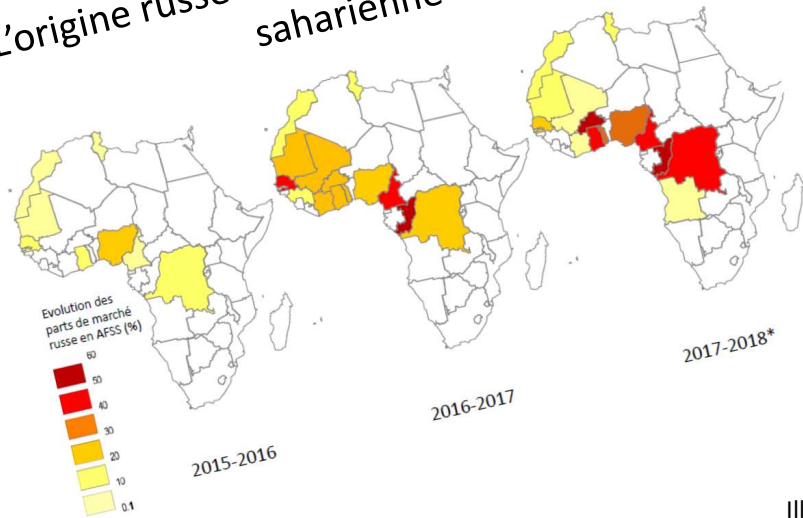 L'origine russe
saharienne
Evolution des
parts de marché
russe en AFSS (%)
60
50
40
30
20
10
0.1
2015-2016
2016-2017
2017-2018*